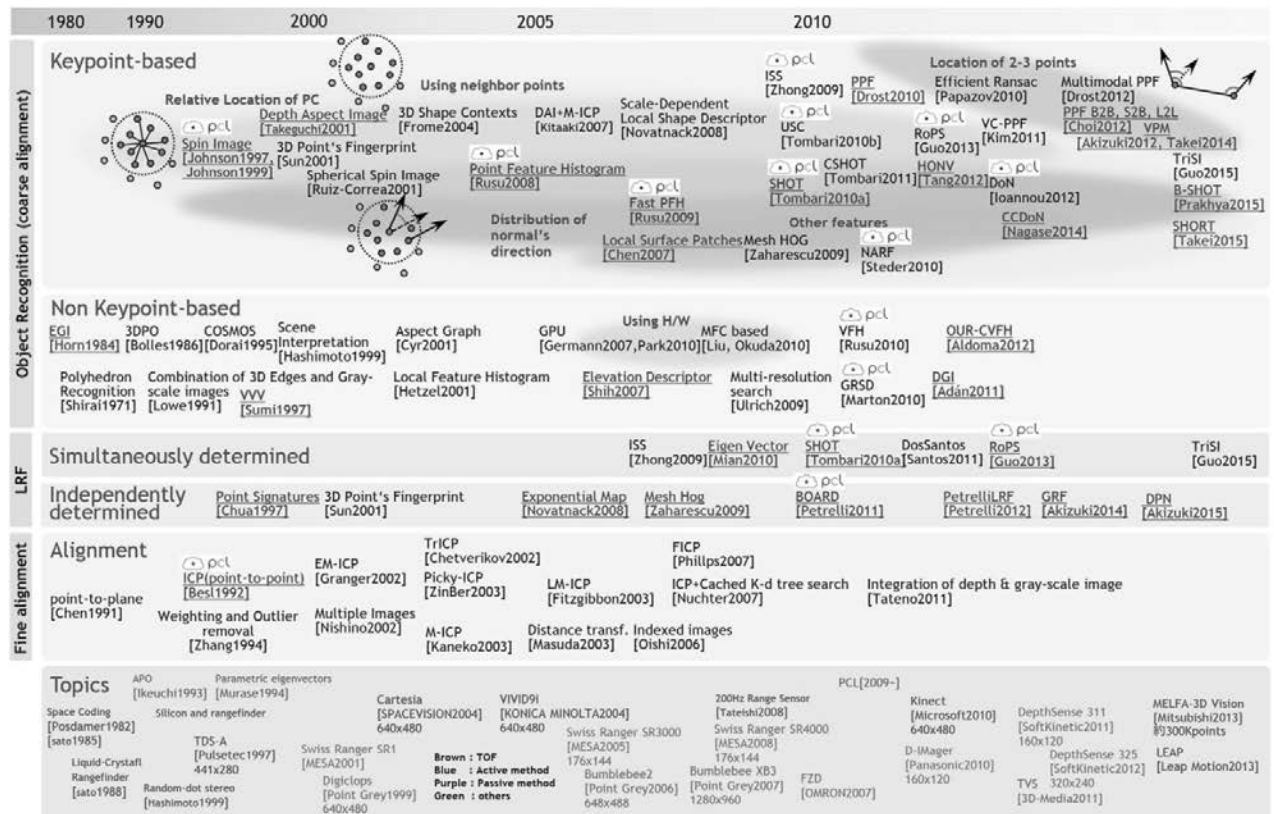 1980 1990 2000 2005 2010
Object Recognition (coarse alignment)
Keypoint-based
Relative Location of PC
Using neighbor points
Location of 2-3 points
pcl
Spin Image
[Johnson1997,
Johnson1999]
Depth Aspect Image
[Takeguchi2001]
3D Point's Fingerprint
[Sun2001]
Spherical Spin Image
[Ruiz-Correa2001]
3D Shape Contexts
[Frome2004]
DAI+M-ICP
[Kitaaki2007]
Scale-Dependent
Local Shape Descriptor
[Novatnack2008]
pcl
Point Feature Histogram
[Rusu2008]
pcl
Fast PFH
[Rusu2009]
Distribution of
normal's
direction
Local Surface Patches
[Chen2007]
Mesh HOG
[Zaharescu2009]
Other features
pcl
ISS
[Zhong2009]
PPF
[Drost2010]
pcl
USC
[Tombari2010b]
pcl
SHOT
[Tombari2010a]
CSHOT
[Tombari2011]
pcl
NARF
[Steder2010]
Efficient Ransac
[Papazov2010]
pcl
RoPS
[Guo2013]
VC-PPF
[Kim2011]
HONV
[Tang2012]
pcl
DoN
[Ioannou2012]
CCDoN
[Nagase2014]
Multimodal PPF
[Drost2012]
PPF B2B, S2B, L2L
[Choi2012]
VPM
[Akizuki2012, Takei2014]
TriSI
[Guo2015]
B-SHOT
[Prakhya2015]
SHORT
[Takei2015]
Non Keypoint-based
Using H/W
EGI
[Horn1984]
3DPO
[Bolles1986]
COSMOS
[Dorai1995]
Scene
Interpretation
[Hashimoto1999]
Aspect Graph
[Cyr2001]
GPU
[Germann2007,Park2010]
MFC based
[Liu, Okuda2010]
pcl
VFH
[Rusu2010]
OUR-CVFH
[Aldoma2012]
Polyhedron
Recognition
[Shirai1971]
Combination of 3D Edges and Gray-
scale images
[Lowe1991]
VVV
[Sumi1997]
Local Feature Histogram
[Hetzel2001]
Elevation Descriptor
[Shih2007]
Multi-resolution
search
[Ulrich2009]
pcl
GRSD
[Marton2010]
DGI
[Adán2011]
LRF
Simultaneously determined
ISS
[Zhong2009]
Eigen Vector
[Mian2010]
pcl
SHOT
[Tombari2010a]
DosSantos
[Santos2011]
pcl
RoPS
[Guo2013]
TriSI
[Guo2015]
Independently
determined
Point Signatures
[Chua1997]
3D Point's Fingerprint
[Sun2001]
Exponential Map
[Novatnack2008]
Mesh Hog
[Zaharescu2009]
pcl
BOARD
[Petrelli2011]
PetrelliLRF
[Petrelli2012]
GRF
[Akizuki2014]
DPN
[Akizuki2015]
Fine alignment
Alignment
point-to-plane
[Chen1991]
pcl
ICP(point-to-point)
[Besl1992]
Weighting and Outlier
removal
[Zhang1994]
EM-ICP
[Granger2002]
Multiple Images
[Nishino2002]
TrICP
[Chetverikov2002]
Picky-ICP
[ZinBer2003]
M-ICP
[Kaneko2003]
LM-ICP
[Fitzgibbon2003]
Distance transf.
[Masuda2003]
Indexed images
[Oishi2006]
FICP
[Phillps2007]
ICP+Cached K-d tree search
[Nuchter2007]
Integration of depth & gray-scale image
[Tateno2011]
Topics
APO
[Ikeuchi1993]
Parametric eigenvectors
[Murase1994]
Space Coding
[Posdamer1982]
[sato1985]
Silicon and rangefinder
Liquid-Crystafl
Rangefinder
[sato1988]
TDS-A
[Pulsetec1997]
441x280
Random-dot stereo
[Hashimoto1999]
Swiss Ranger SR1
[MESA2001]
Digiclops
[Point Grey1999]
640x480
Cartesia
[SPACEVISION2004]
640x480
Brown : TOF
Blue : Active method
Purple : Passive method
Green : others
VIVID9i
[KONICA MINOLTA2004]
640x480
Swiss Ranger SR3000
[MESA2005]
176x144
Bumblebee2
[Point Grey2006]
648x488
200Hz Range Sensor
[Tateishi2008]
Swiss Ranger SR4000
[MESA2008]
176x144
Bumblebee XB3
[Point Grey2007]
1280x960
PCL[2009~]
FZD
[OMRON2007]
Kinect
[Microsoft2010]
640x480
D-IMager
[Panasonic2010]
160x120
DepthSense 311
[SoftKinetic2011]
160x120
DepthSense 325
[SoftKinetic2012]
320x240
TVS
[3D-Media2011]
MELFA-3D Vision
[Mitsubishi2013]
約300Kpoints
LEAP
[Leap Motion2013]